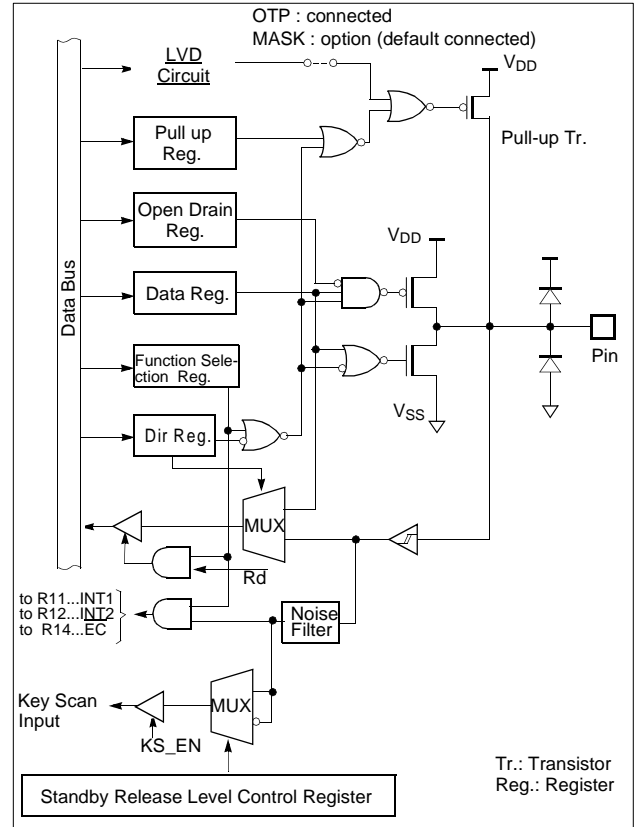 OTP : connected
MASK : option (default connected)
LVD
Circuit
VDD
Pull up
Reg.
Pull-up Tr.
Open Drain
Reg.
VDD
Data Bus
Data Reg.
Function Sele-
ction Reg.
Pin
VSS
Dir Reg.
MUX
Rd
to R11...INT1
to R12...INT2
to R14...EC
Noise
Filter
Key Scan
Input
MUX
KS_EN
Tr.: Transistor
Reg.: Register
Standby Release Level Control Register